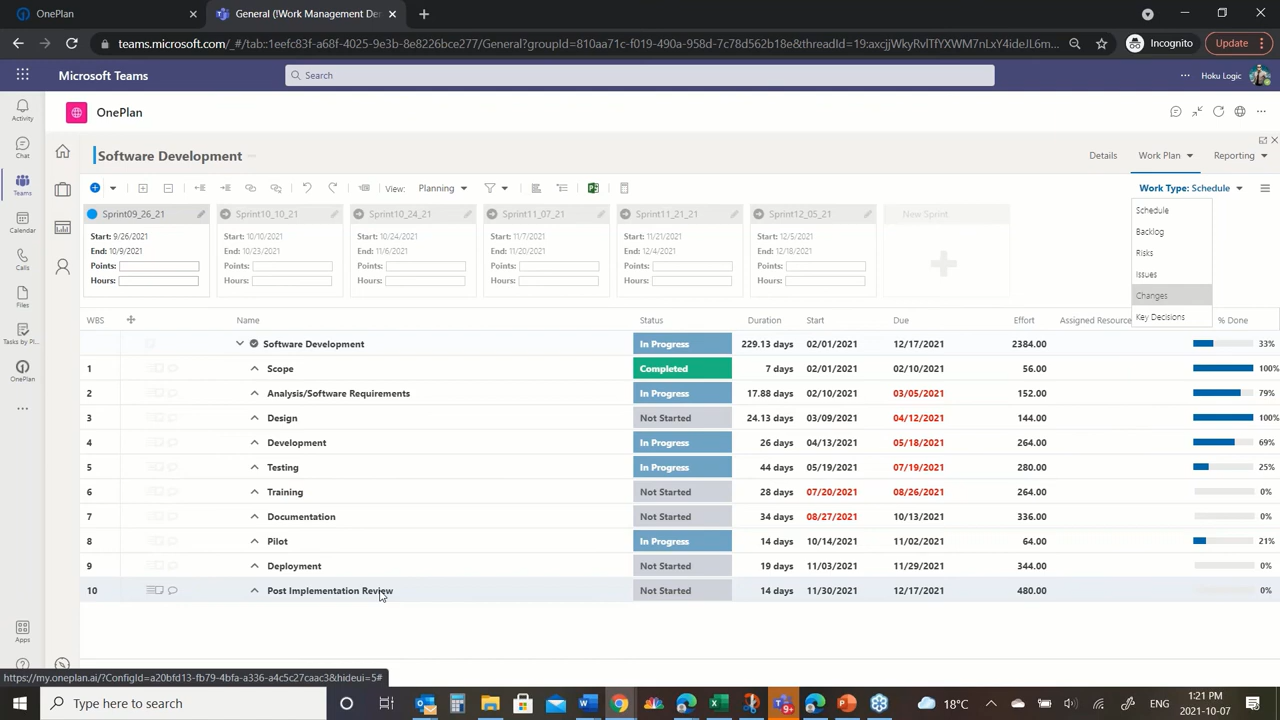 OnePlan
General (!Work Management Den
teams.microsoft.com/_#/tab::1eefc83f-a68f-4025-9e3b-8e8225bce277/General?groupId=810aa71c-f019-490a-958d-7c78d562b18e&threadId=19:axcjjWkyRvlTfYXWM7nLxY4ideJL6m...
Incognito
Update
Microsoft Teams
Search
Hoku Logic
Activity
Chat
Teams
Calendar
Calls
Files
Tasks by Pl...
OnePlan
Apps
OnePlan
Software Development
Details
Work Plan
Reporting
View:
Planning
Work Type: Schedule
Schedule
Backlog
Risks
Issues
Changes
Key Decisions
Sprint09_26_21
Start: 9/26/2021
End: 10/9/2021
Points:
Hours:
Sprint10_10_21
Start: 10/10/2021
End: 10/23/2021
Points:
Hours:
Sprint10_24_21
Start: 10/24/2021
End: 11/6/2021
Points:
Hours:
Sprint11_07_21
Start: 11/7/2021
End: 11/20/2021
Points:
Hours:
Sprint11_21_21
Start: 11/21/2021
End: 12/4/2021
Points:
Hours:
Sprint12_05_21
Start: 12/5/2021
End: 12/18/2021
Points:
Hours:
New Sprint
WBS Name Status Duration Start Due Effort Assigned Resource % Done
Software Development In Progress 229.13 days 02/01/2021 12/17/2021 2384.00 33%
1 Scope Completed 7 days 02/01/2021 02/10/2021 56.00 100%
2 Analysis/Software Requirements In Progress 17.88 days 02/10/2021 03/05/2021 152.00 79%
3 Design Not Started 24.13 days 03/09/2021 04/12/2021 144.00 100%
4 Development In Progress 26 days 04/13/2021 05/18/2021 264.00 69%
5 Testing In Progress 44 days 05/19/2021 07/19/2021 280.00 25%
6 Training Not Started 28 days 07/20/2021 08/26/2021 264.00 0%
7 Documentation Not Started 34 days 08/27/2021 10/13/2021 336.00 0%
8 Pilot In Progress 14 days 10/14/2021 11/02/2021 64.00 21%
9 Deployment Not Started 19 days 11/03/2021 11/29/2021 344.00 0%
10 Post Implementation Review Not Started 14 days 11/30/2021 12/17/2021 480.00 0%
https://my.oneplan.ai/?ConfigId=a20bfd13-fb79-4bfa-a336-a4c5c27caac3&hideui=5#
Type here to search
9+
18°C
1:21 PM
2021-10-07